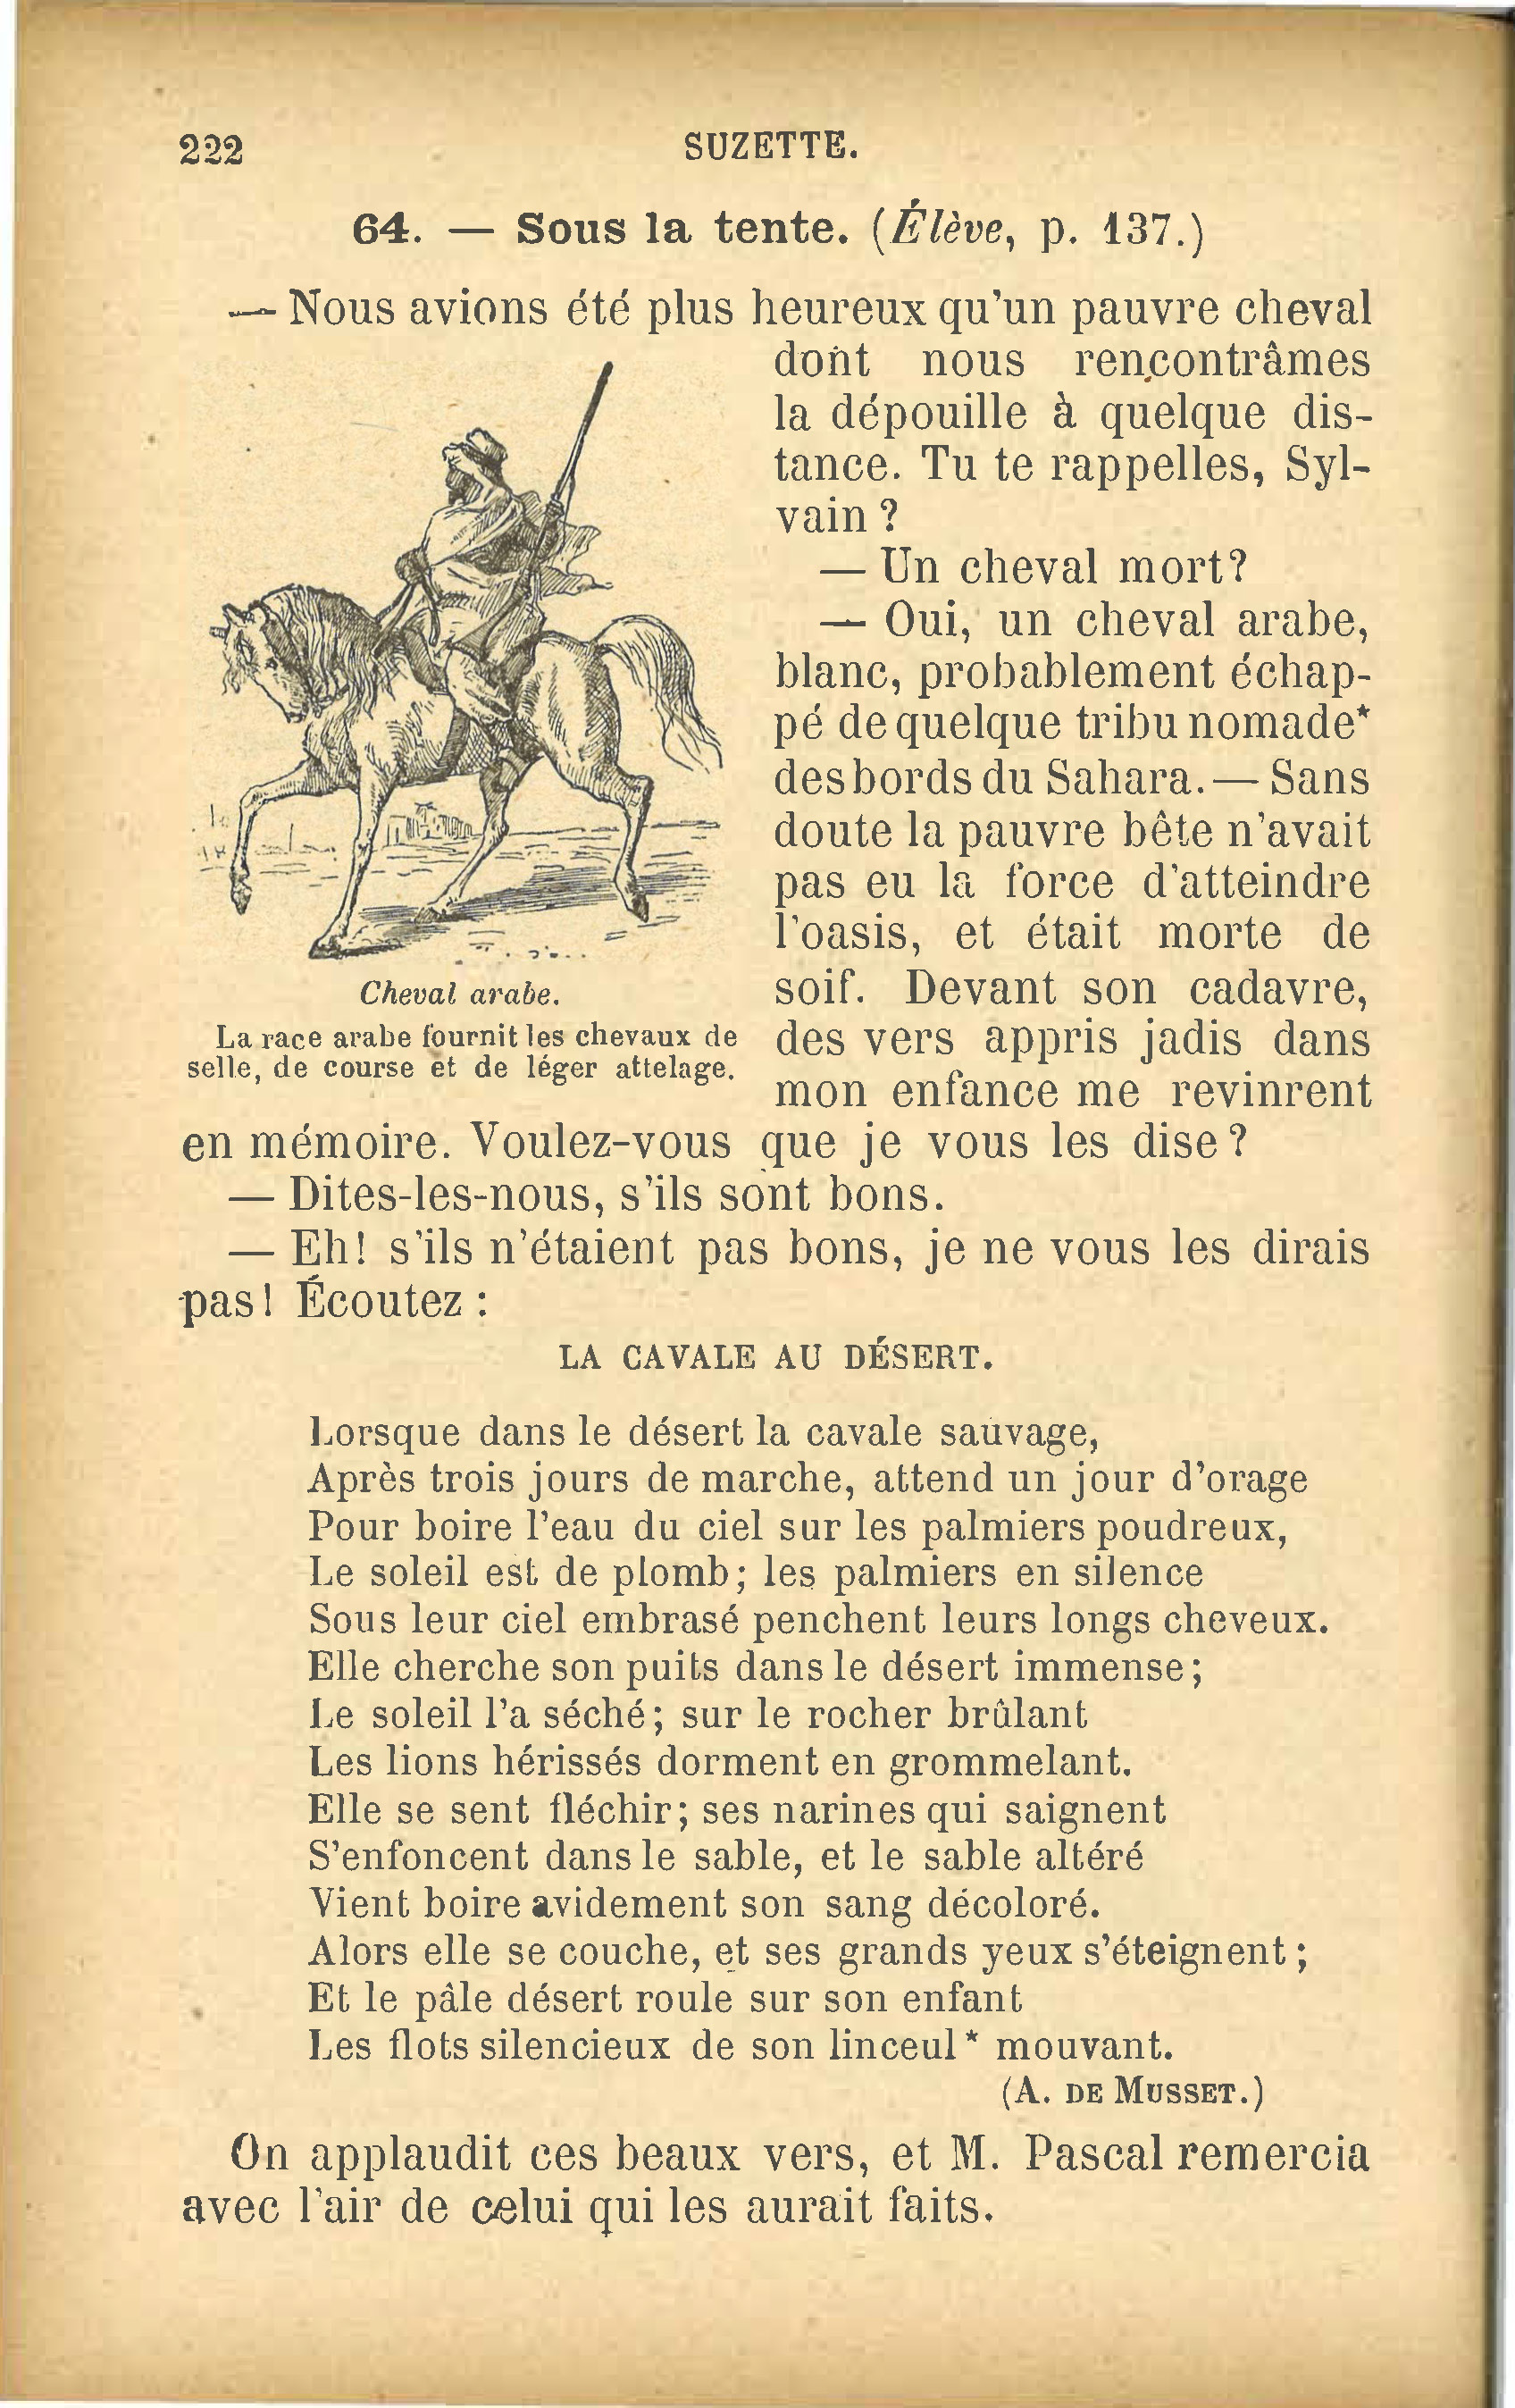 222
SUZETTE.
64. — Sous la tente. (Élève, p. 137.)
— Nous avions été plus heureux qu'un pauvre cheval
dont nous rencontrâmes
la dépouille à quelque dis-
tance. Tu te rappelles, Syl-
vain ?
— Un cheval mort?
— Oui, un cheval arabe,
blanc, probablement échap-
pé de quelque tribu nomade*
des bords du Sahara. — Sans
doute la pauvre bête n'avait
pas eu la force d'atteindre
l'oasis, et était morte de
soif. Devant son cadavre,
des vers appris jadis dans
mon enfance me revinrent
en mémoire. Voulez-vous que je vous les dise ?
Cheval arabe.
La race arabe fournit les chevaux de
selle, de course et de léger attelage.
— Dites-les-nous, s'ils sont bons.
— Eh! s'ils n'étaient pas bons, je ne vous les dirais
pas! Écoutez :
LA CAVALE AU DÉSERT.
Lorsque dans le désert la cavale sauvage,
Après trois jours de marche, attend un jour d'orage
Pour boire l'eau du ciel sur les palmiers poudreux,
Le soleil est de plomb; les palmiers en silence
Sous leur ciel embrasé penchent leurs longs cheveux.
Elle cherche son puits dans le désert immense;
Le soleil l'a séché; sur le rocher brûlant
Les lions hérissés dorment en grommelant.
Elle se sent fléchir; ses narines qui saignent
S'enfoncent dans le sable, et le sable altéré
Vient boire avidement son sang décoloré.
Alors elle se couche, et ses grands yeux s'éteignent ;
Et le pâle désert roule sur son enfant
Les flots silencieux de son linceul* mouvant.
(A. DE MUSSET.)
On applaudit ces beaux vers, et M. Pascal remercia
avec l'air de celui qui les aurait faits.